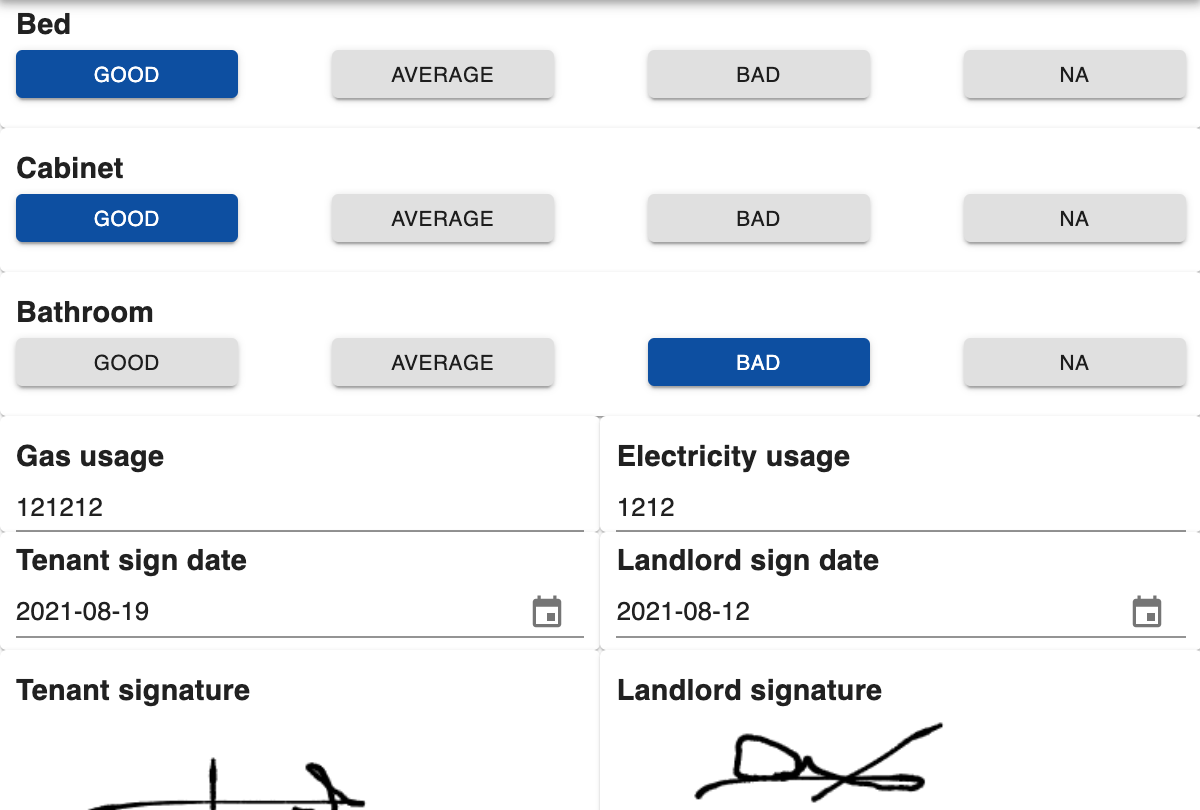 Bed
GOOD AVERAGE BAD NA
Cabinet
GOOD AVERAGE BAD NA
Bathroom
GOOD AVERAGE BAD NA
Gas usage Electricity usage
121212 1212
Tenant sign date Landlord sign date
2021-08-19 2021-08-12
Tenant signature Landlord signature